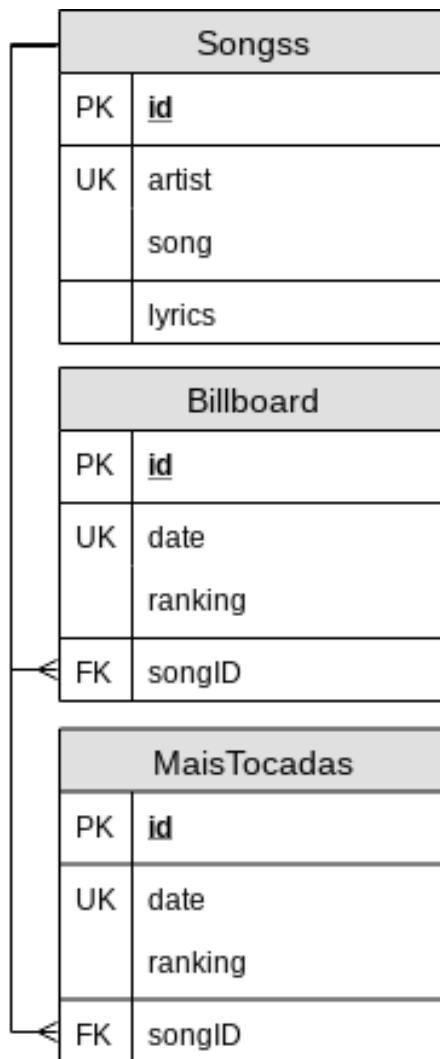 Songss
PK id
UK artist
song
lyrics
Billboard
PK id
UK date
ranking
FK songID
MaisTocadas
PK id
UK date
ranking
FK songID